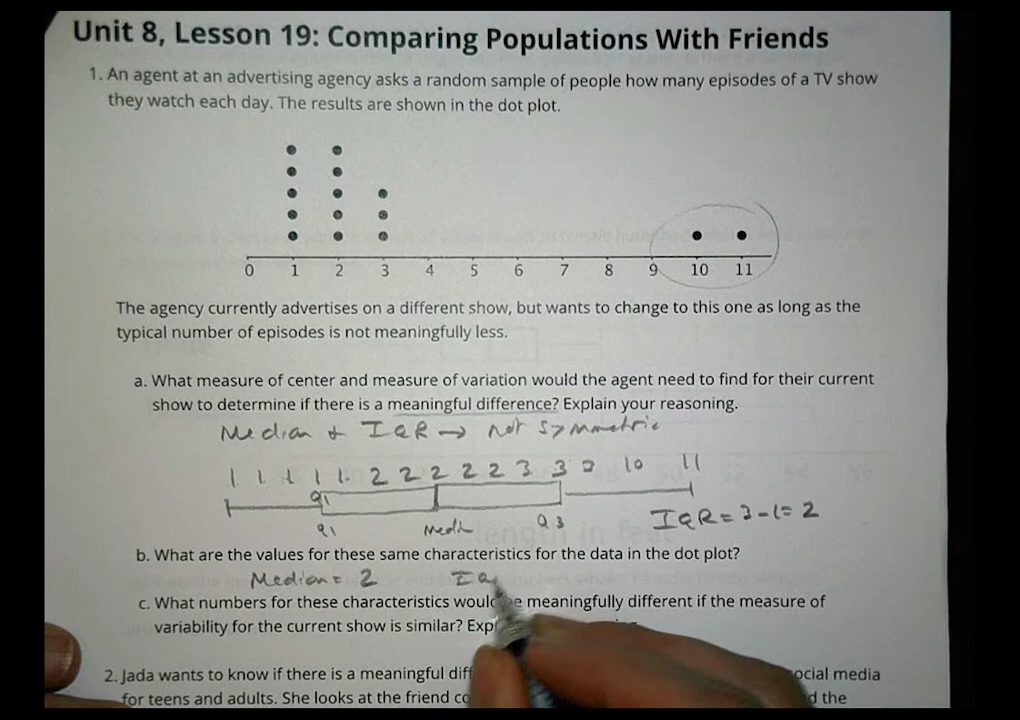 Unit 8, Lesson 19: Comparing Populations With Friends
1. An agent at an advertising agency asks a random sample of people how many episodes of a TV show
they watch each day. The results are shown in the dot plot.
0 1 2 3 4 5 6 7 8 9 10 11
The agency currently advertises on a different show, but wants to change to this one as long as the
typical number of episodes is not meaningfully less.
a. What measure of center and measure of variation would the agent need to find for their current
show to determine if there is a meaningful difference? Explain your reasoning.
Median + IQR → Not Symmetric
1 1 1 1 1 2 2 2 2 2 3 3 3 10 11
Q1
Q1 Q3
IQR = 3 - 1 = 2
b. What are the values for these same characteristics for the data in the dot plot?
Median = 2 IQ
c. What numbers for these characteristics would be meaningfully different if the measure of
variability for the current show is similar?
2. Jada wants to know if there is a meaningful social media
for teens and adults. She looks at the friend the